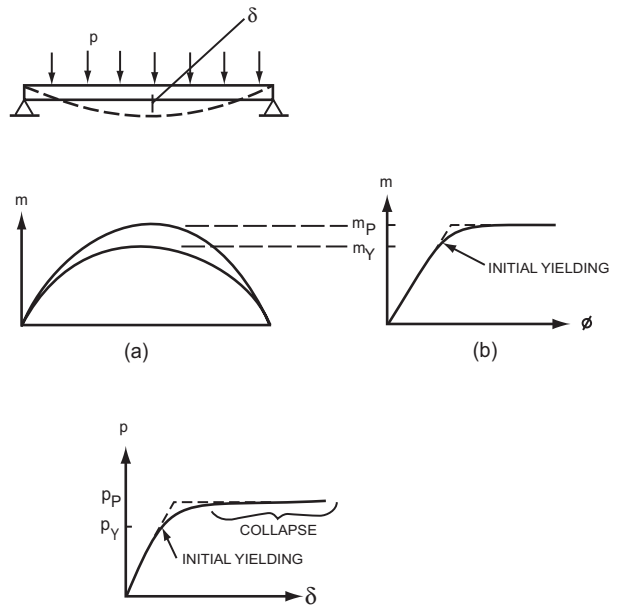 δ
p
m
m
mP
mY
INITIAL YIELDING
ø
(a)
(b)
p
pP
pY
COLLAPSE
INITIAL YIELDING
δ